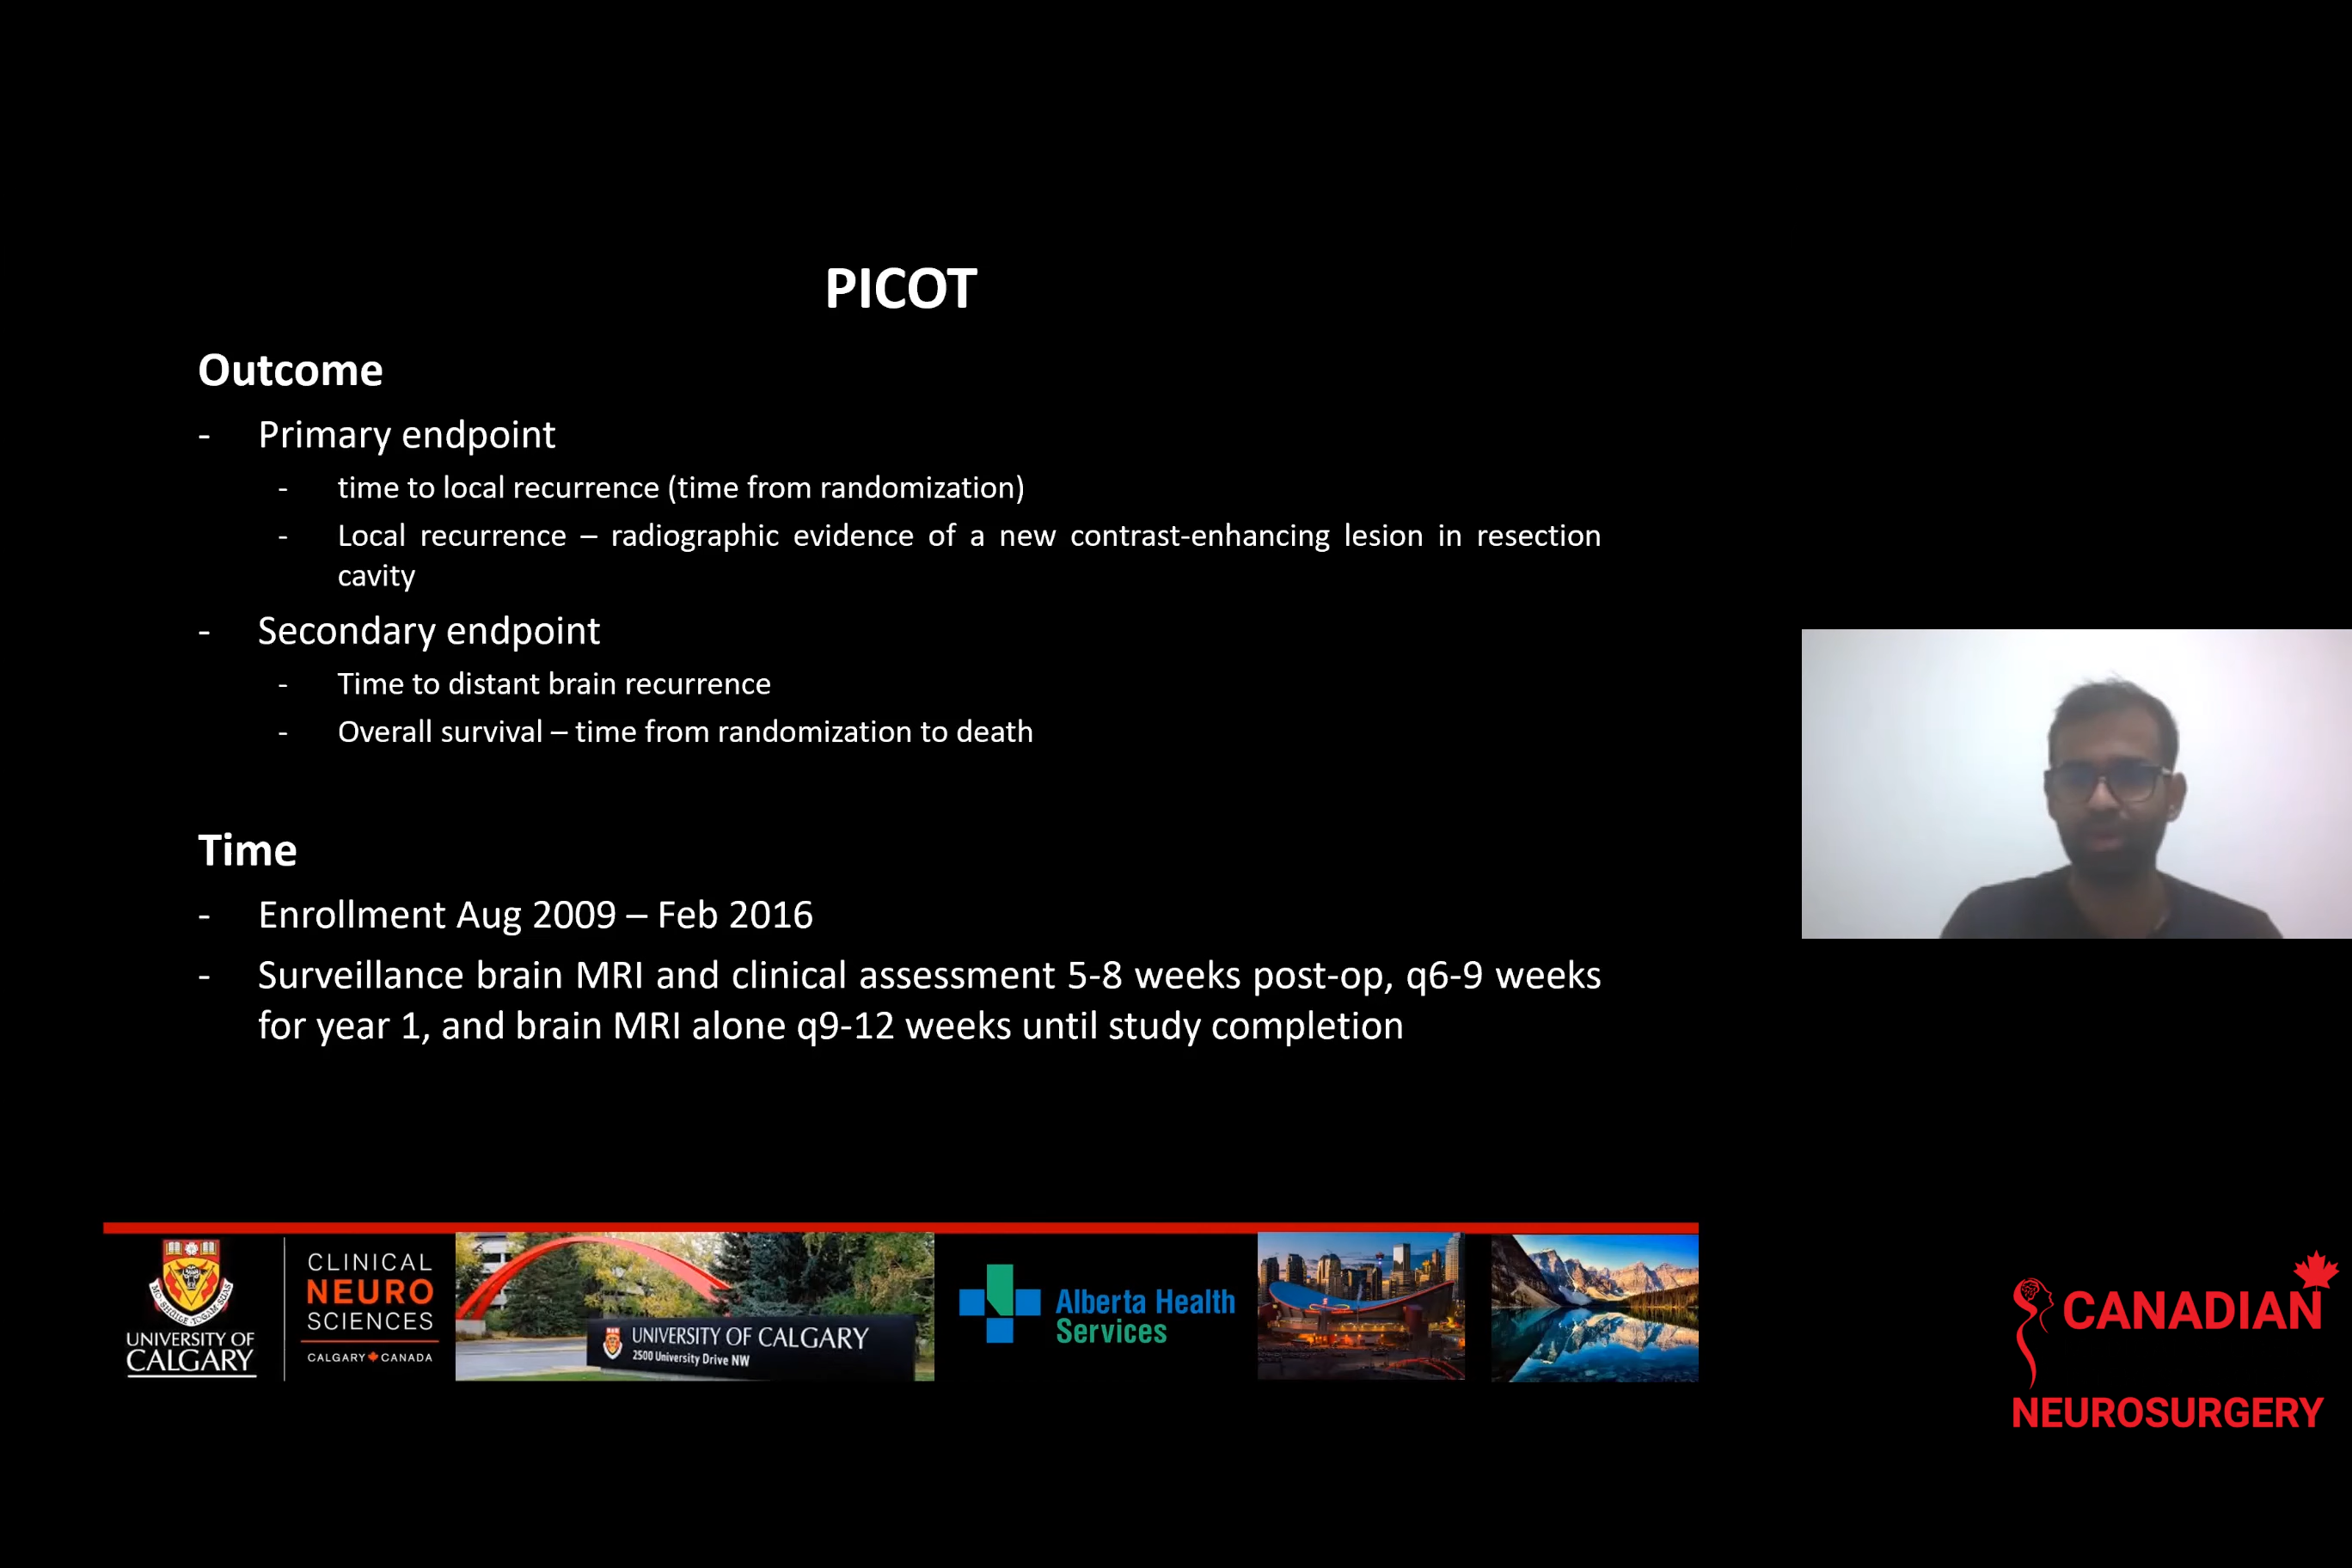 PICOT
Outcome
- Primary endpoint
- time to local recurrence (time from randomization)
- Local recurrence – radiographic evidence of a new contrast-enhancing lesion in resection
cavity
- Secondary endpoint
- Time to distant brain recurrence
- Overall survival – time from randomization to death
Time
- Enrollment Aug 2009 – Feb 2016
- Surveillance brain MRI and clinical assessment 5-8 weeks post-op, q6-9 weeks
for year 1, and brain MRI alone q9-12 weeks until study completion
UNIVERSITY OF
CALGARY
CLINICAL
NEURO
SCIENCES
CALGARY CANADA
UNIVERSITY OF CALGARY
2500 University Drive NW
Alberta Health
Services
CANADIAN
NEUROSURGERY